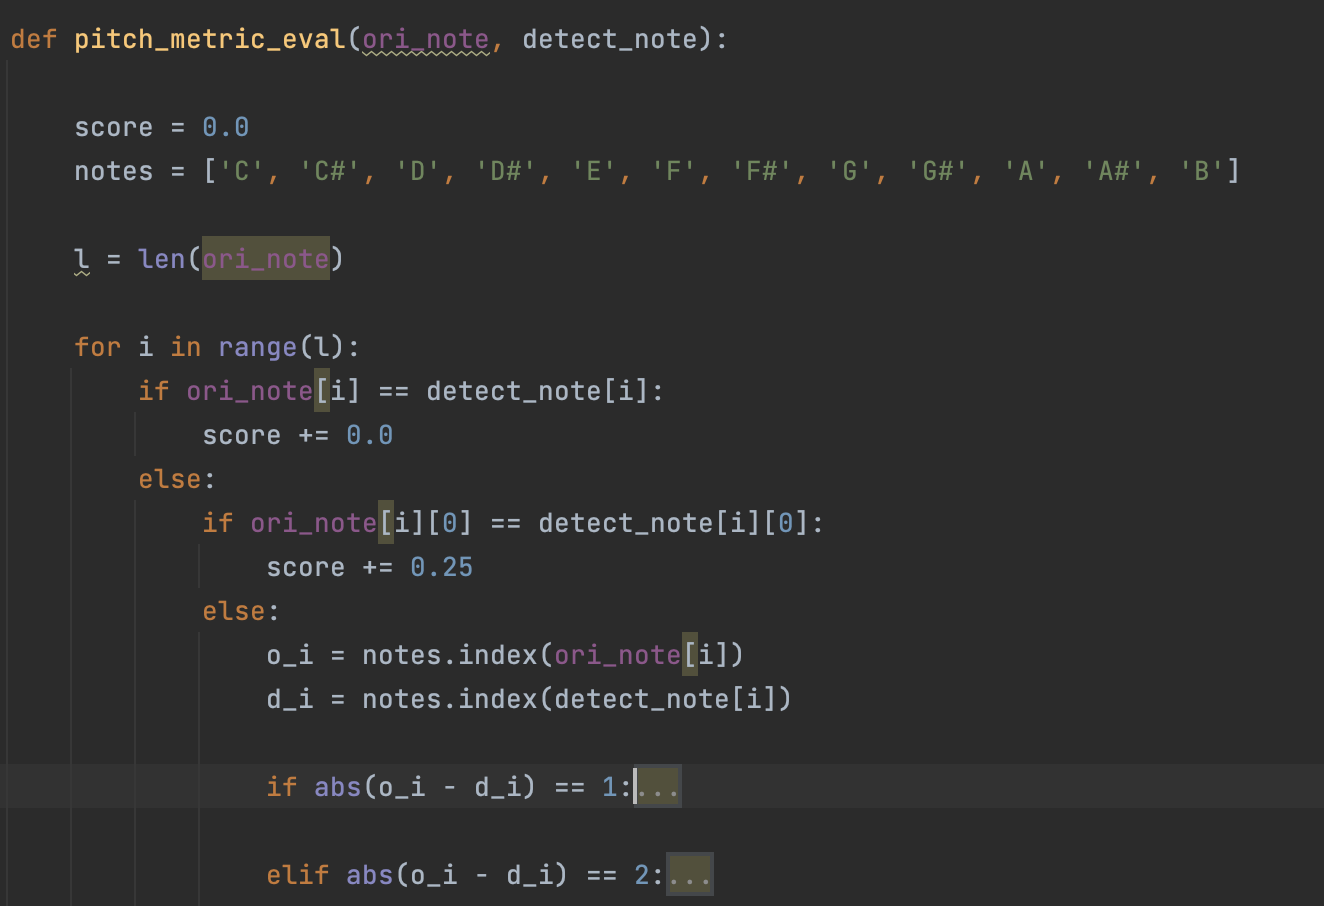 def pitch_metric_eval(ori_note, detect_note):
score = 0.0
notes = ['C', 'C#', 'D', 'D#', 'E', 'F', 'F#', 'G', 'G#', 'A', 'A#', 'B']
l = len(ori_note)
for i in range(l):
if ori_note[i] == detect_note[i]:
score += 0.0
else:
if ori_note[i][0] == detect_note[i][0]:
score += 0.25
else:
o_i = notes.index(ori_note[i])
d_i = notes.index(detect_note[i])
if abs(o_i - d_i) == 1:...
elif abs(o_i - d_i) == 2:...